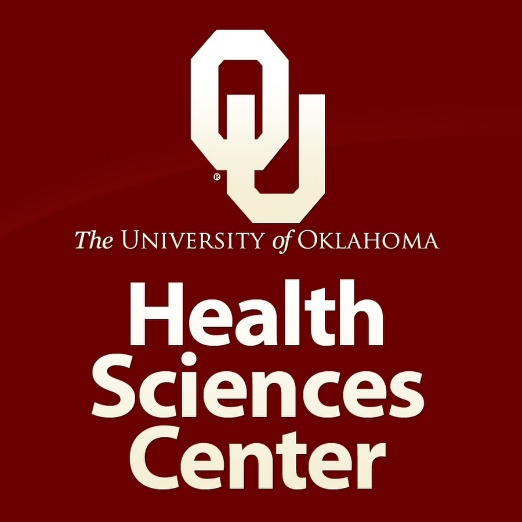 OU
®
The UNIVERSITY of OKLAHOMA
Health
Sciences
Center